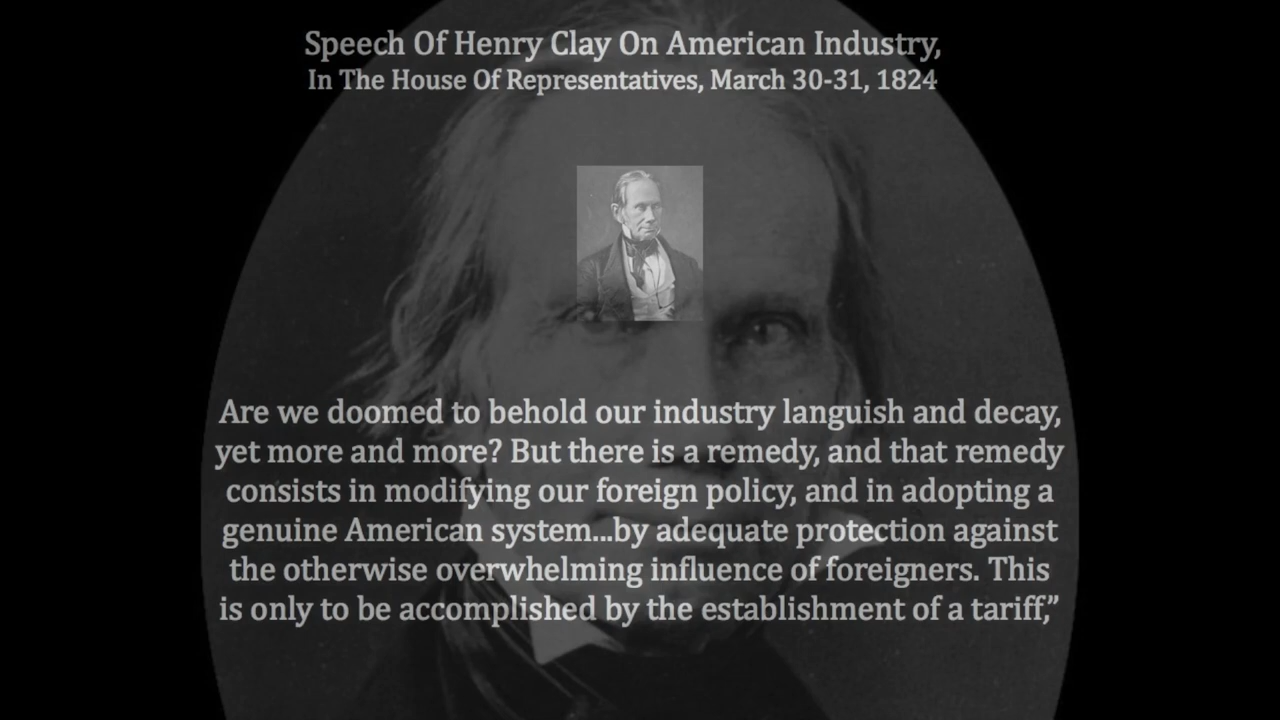 Speech Of Henry Clay On American Industry,
In The House Of Representatives, March 30-31, 1824
Are we doomed to behold our industry languish and decay,
yet more and more? But there is a remedy, and that remedy
consists in modifying our foreign policy, and in adopting a
genuine American system...by adequate protection against
the otherwise overwhelming influence of foreigners. This
is only to be accomplished by the establishment of a tariff,”